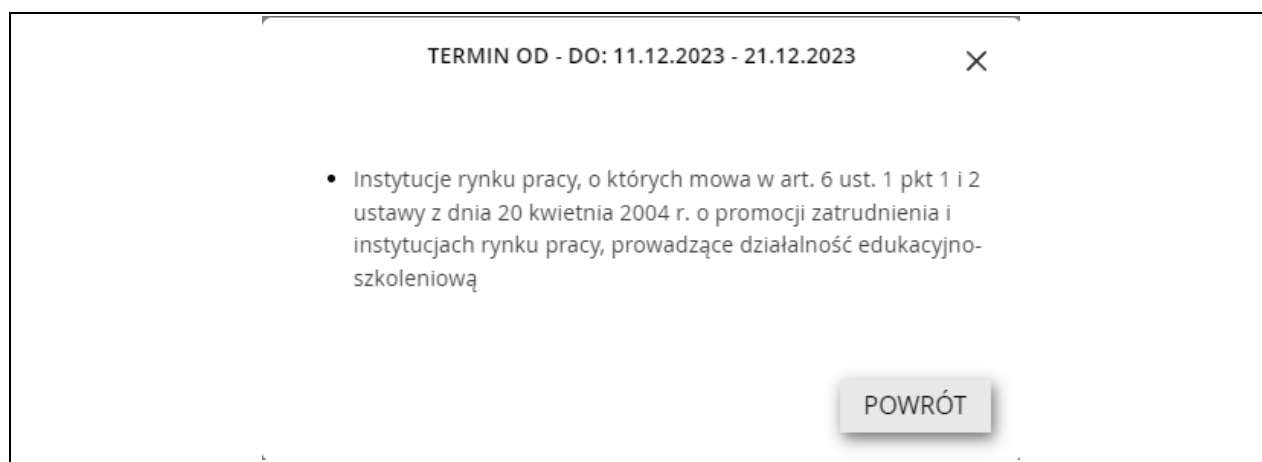 TERMIN OD - DO: 11.12.2023 - 21.12.2023
• Instytucje rynku pracy, o których mowa w art. 6 ust. 1 pkt 1 i 2
ustawy z dnia 20 kwietnia 2004 r. o promocji zatrudnienia i
instytucjach rynku pracy, prowadzące działalność edukacyjno-
szkoleniową
POWRÓT